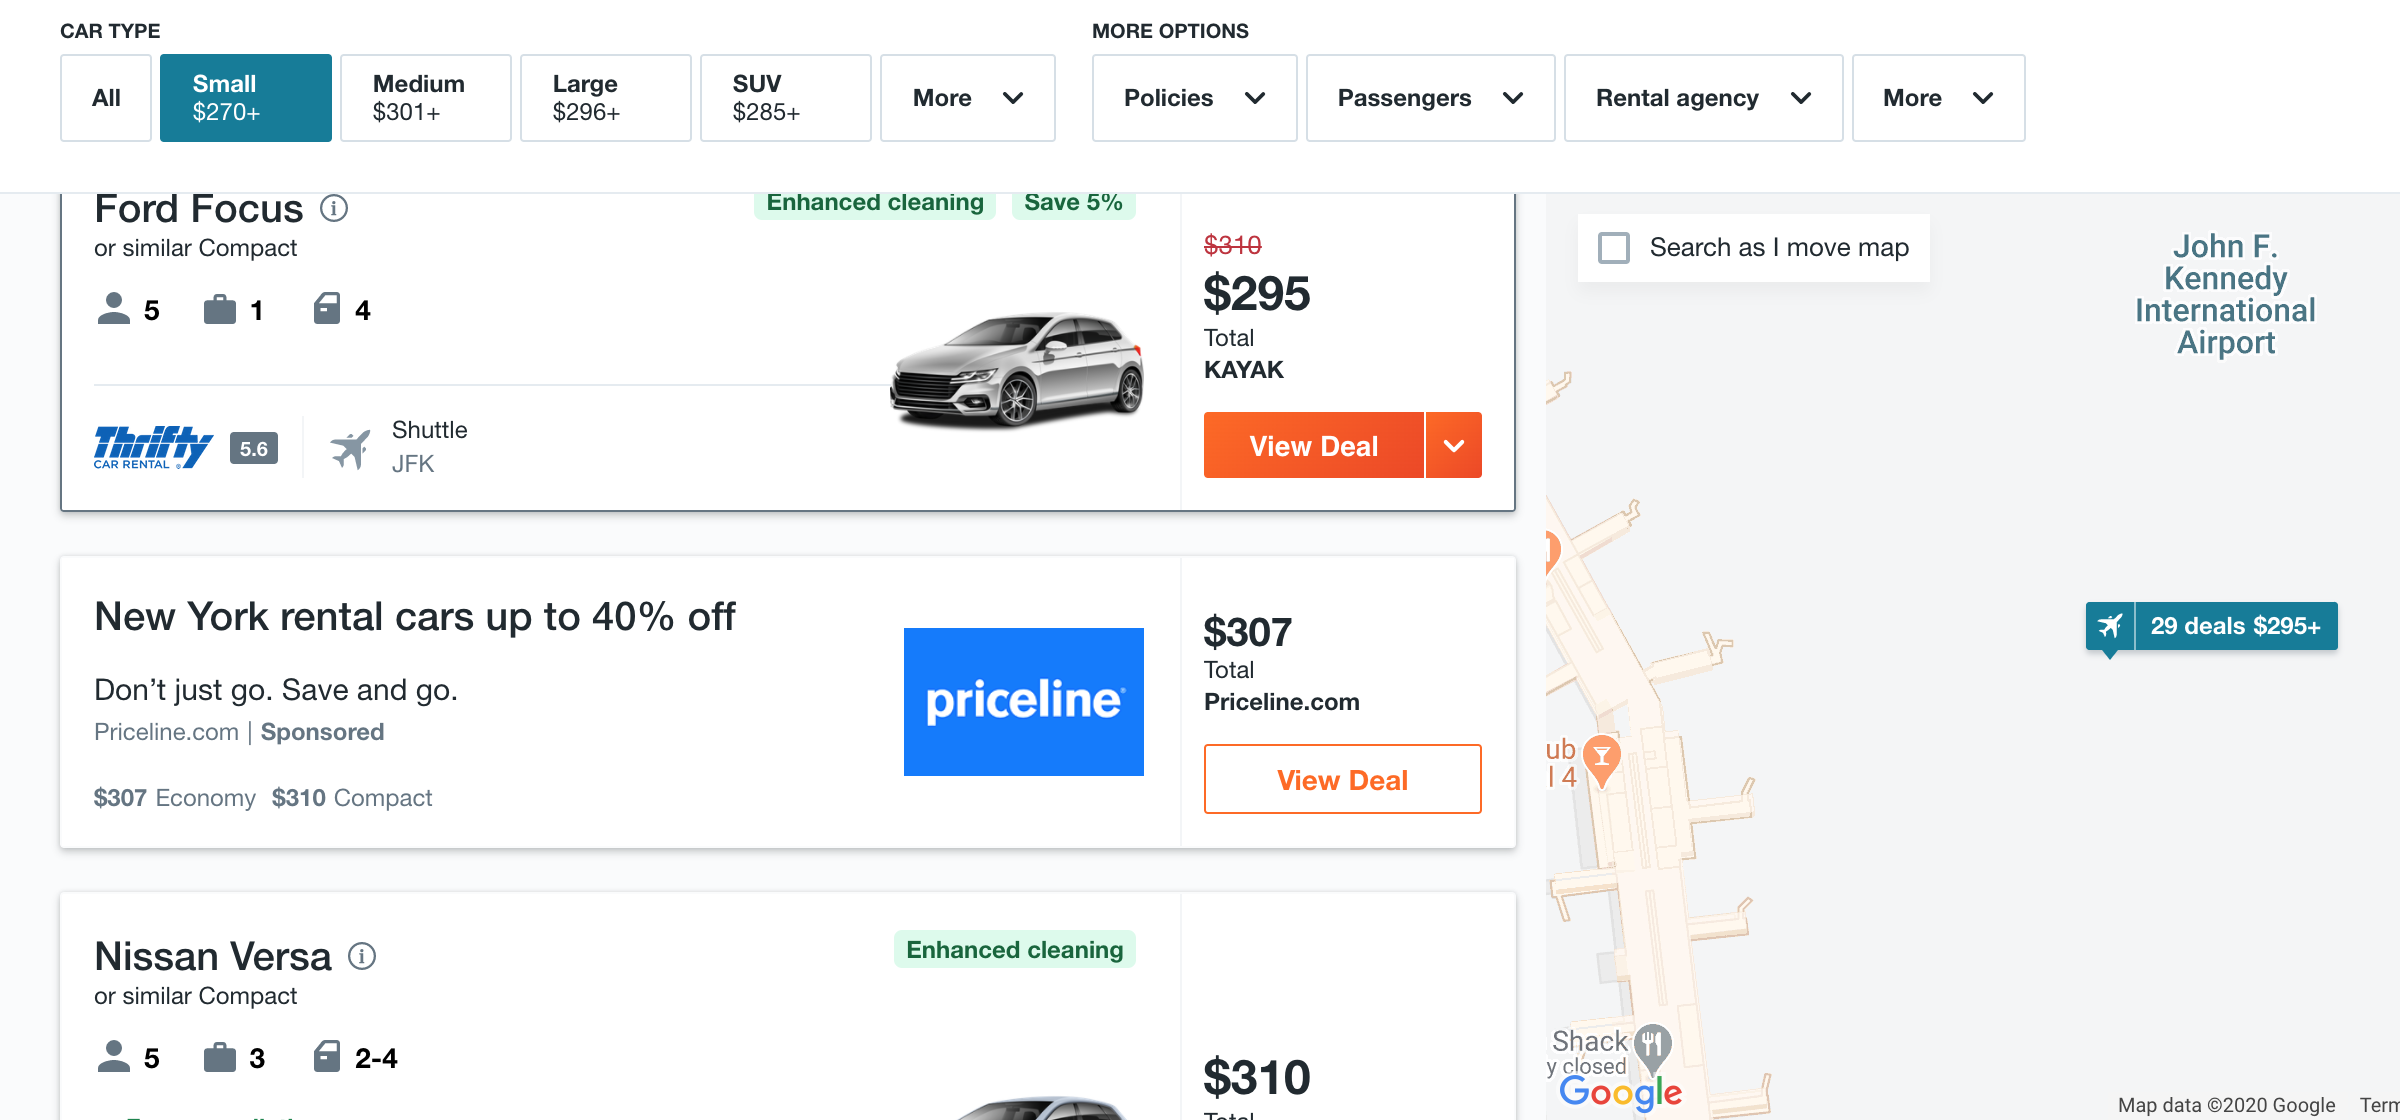 CAR TYPE
All
Small
$270+
Medium
$301+
Large
$296+
SUV
$285+
More
MORE OPTIONS
Policies
Passengers
Rental agency
More
Ford Focus
or similar Compact
Enhanced cleaning
Save 5%
5
1
4
Thrifty
CAR RENTAL
5.6
Shuttle
JFK
$310
$295
Total
KAYAK
View Deal
New York rental cars up to 40% off
Don’t just go. Save and go.
Priceline.com | Sponsored
$307 Economy $310 Compact
priceline
$307
Total
Priceline.com
View Deal
Nissan Versa
or similar Compact
Enhanced cleaning
5
3
2-4
$310
Total
Search as I move map
John F.
Kennedy
International
Airport
29 deals $295+
ub
l 4
Shack
y closed
Google
Map data ©2020 Google
Term